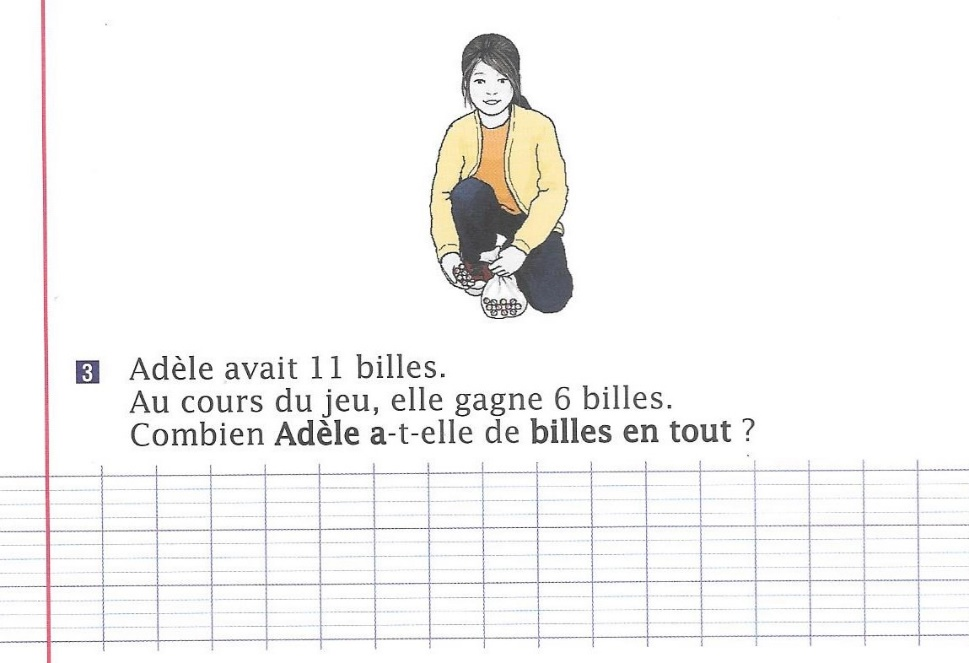 3 Adèle avait 11 billes.
Au cours du jeu, elle gagne 6 billes.
Combien Adèle a-t-elle de billes en tout ?